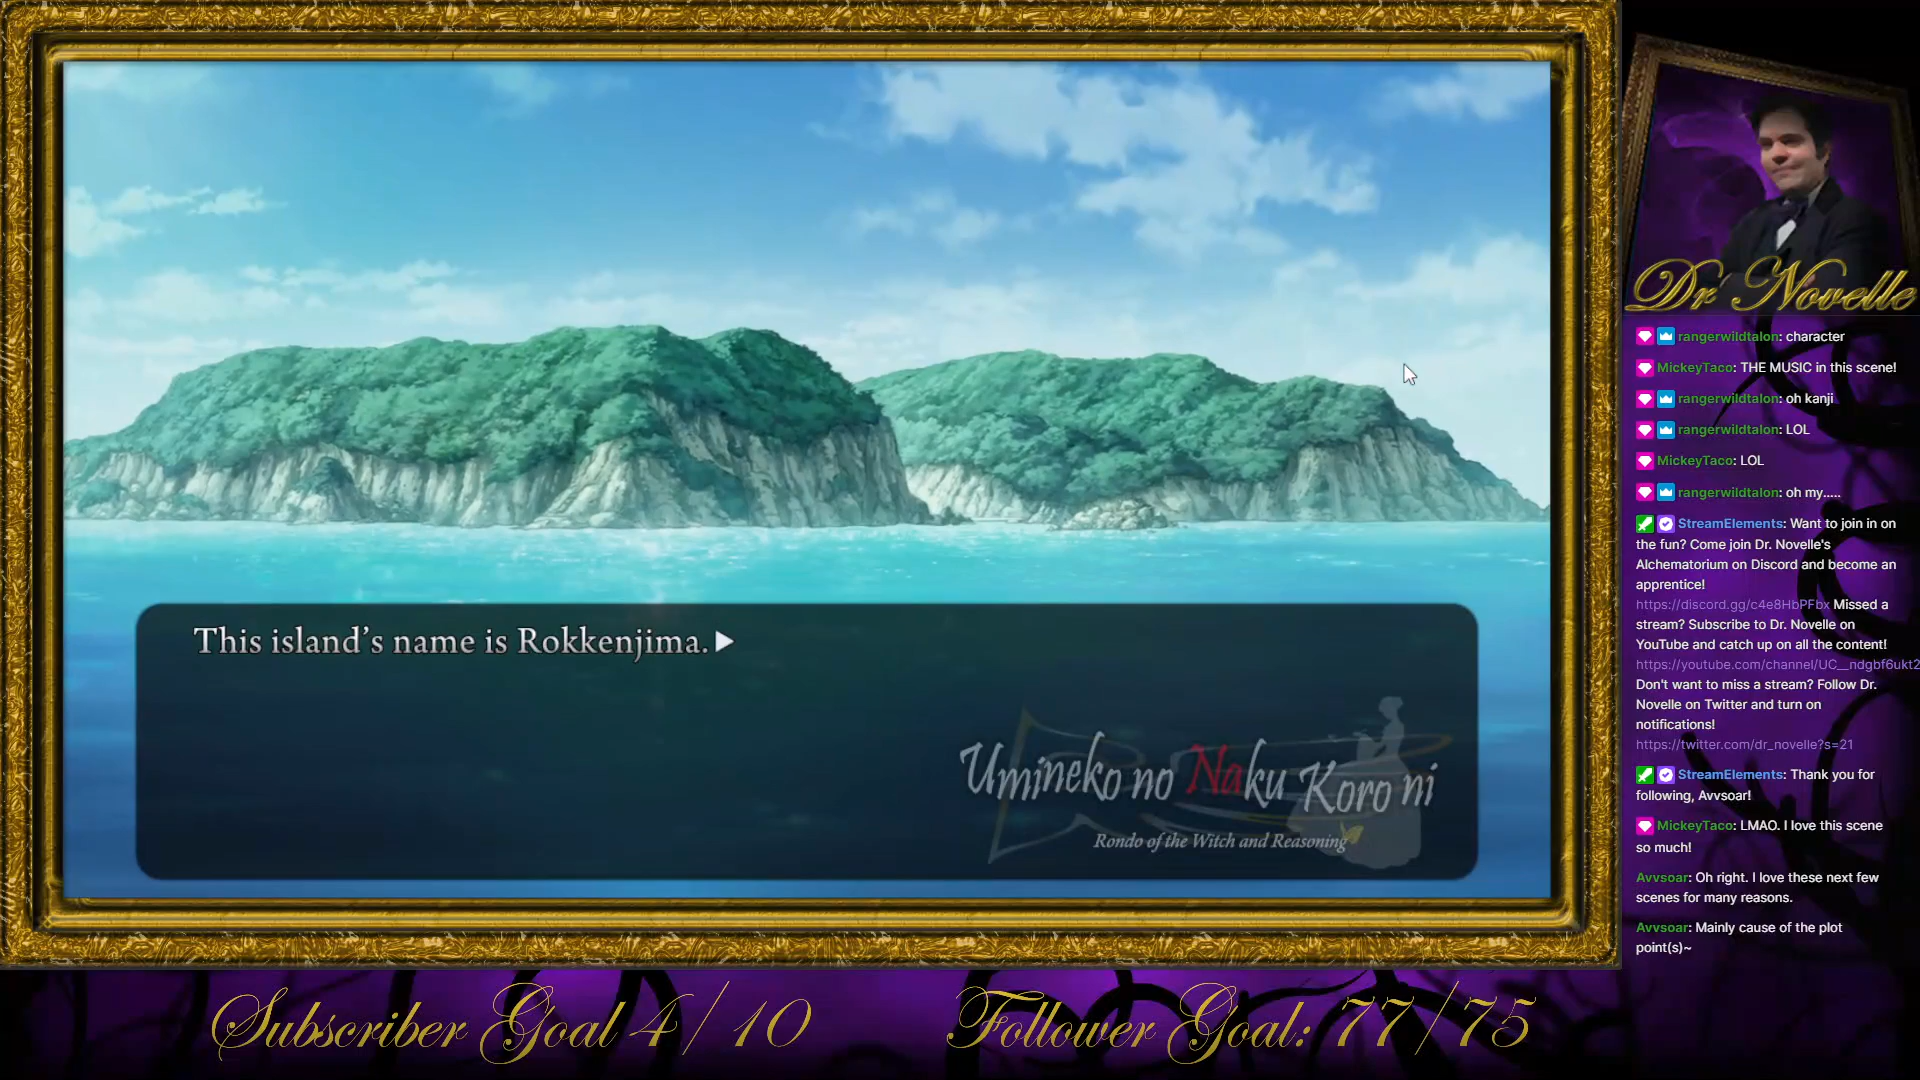 This island's name is Rokkenjima.
Umineko no Naku Koro ni
Rondo of the Witch and Reasoning
Dr Novelle
rangerwildtalon: character
MickeyTaco: THE MUSIC in this scene!
rangerwildtalon: oh kanji
rangerwildtalon: LOL
MickeyTaco: LOL
rangerwildtalon: oh my.....
StreamElements: Want to join in on
the fun? Come join Dr. Novelle's
Alchematorium on Discord and become an
apprentice!
https://discord.gg/c4e8HbPFbx Missed a
stream? Subscribe to Dr. Novelle on
YouTube and catch up on all the content!
https://youtube.com/channel/UC__ndgbf6ukt2
Don't want to miss a stream? Follow Dr.
Novelle on Twitter and turn on
notifications!
https://twitter.com/dr_novelle?s=21
StreamElements: Thank you for
following, Avvsoar!
MickeyTaco: LMAO. I love this scene
so much!
Avvsoar: Oh right. I love these next few
scenes for many reasons.
Avvsoar: Mainly cause of the plot
point(s)~
Subscriber Goal 4/10
Follower Goal: 77/75